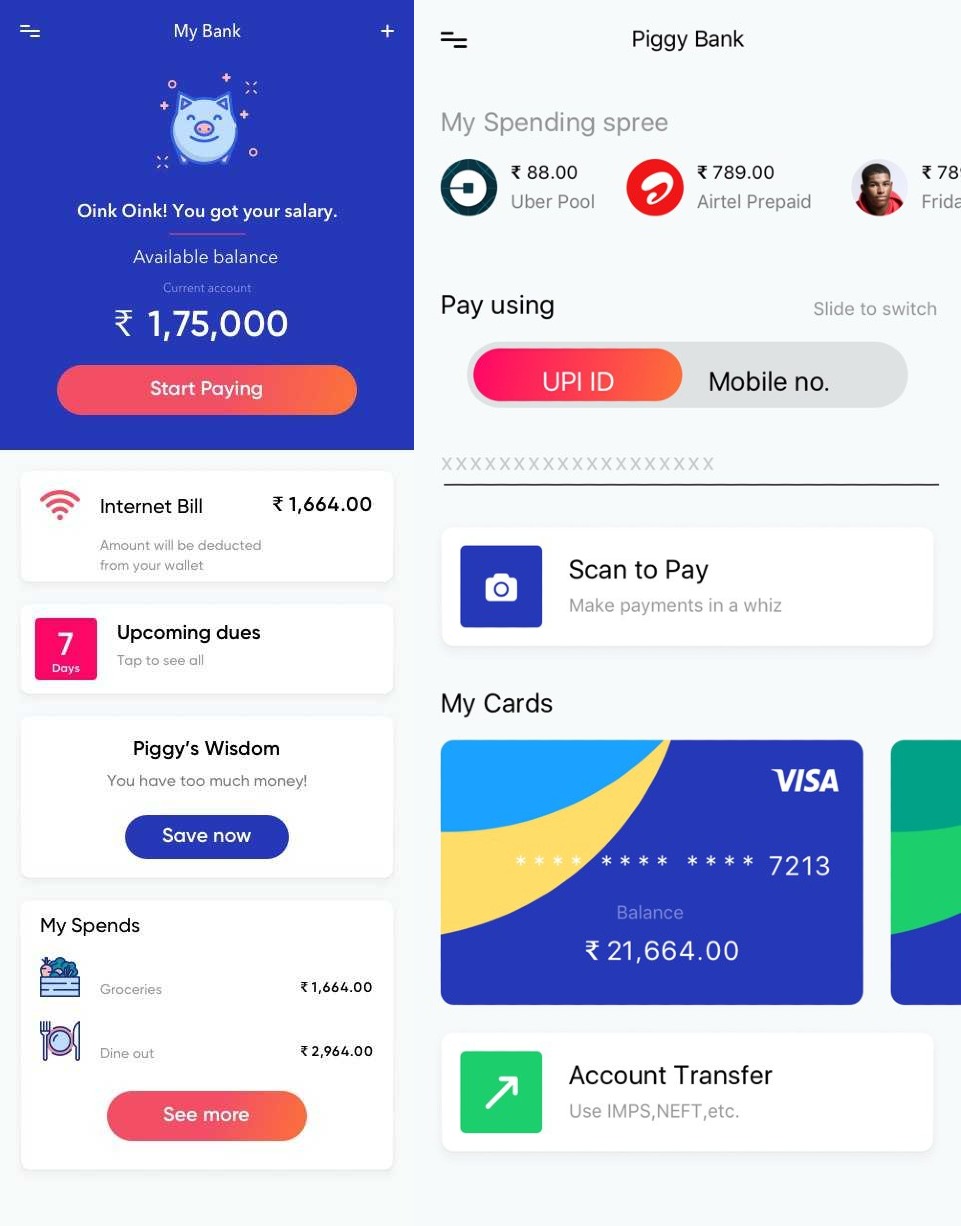 My Bank
+
Oink Oink! You got your salary.
Available balance
Current account
₹ 1,75,000
Start Paying
Internet Bill ₹ 1,664.00
Amount will be deducted
from your wallet
7
Days
Upcoming dues
Tap to see all
Piggy’s Wisdom
You have too much money!
Save now
My Spends
Groceries ₹ 1,664.00
Dine out ₹ 2,964.00
See more
Piggy Bank
My Spending spree
₹ 88.00
Uber Pool
₹ 789.00
Airtel Prepaid
₹ 78
Frida
Pay using
Slide to switch
UPI ID
Mobile no.
XXXXXXXXXXXXXXXXXXX
Scan to Pay
Make payments in a whiz
My Cards
VISA
**** **** **** 7213
Balance
₹ 21,664.00
Account Transfer
Use IMPS,NEFT,etc.